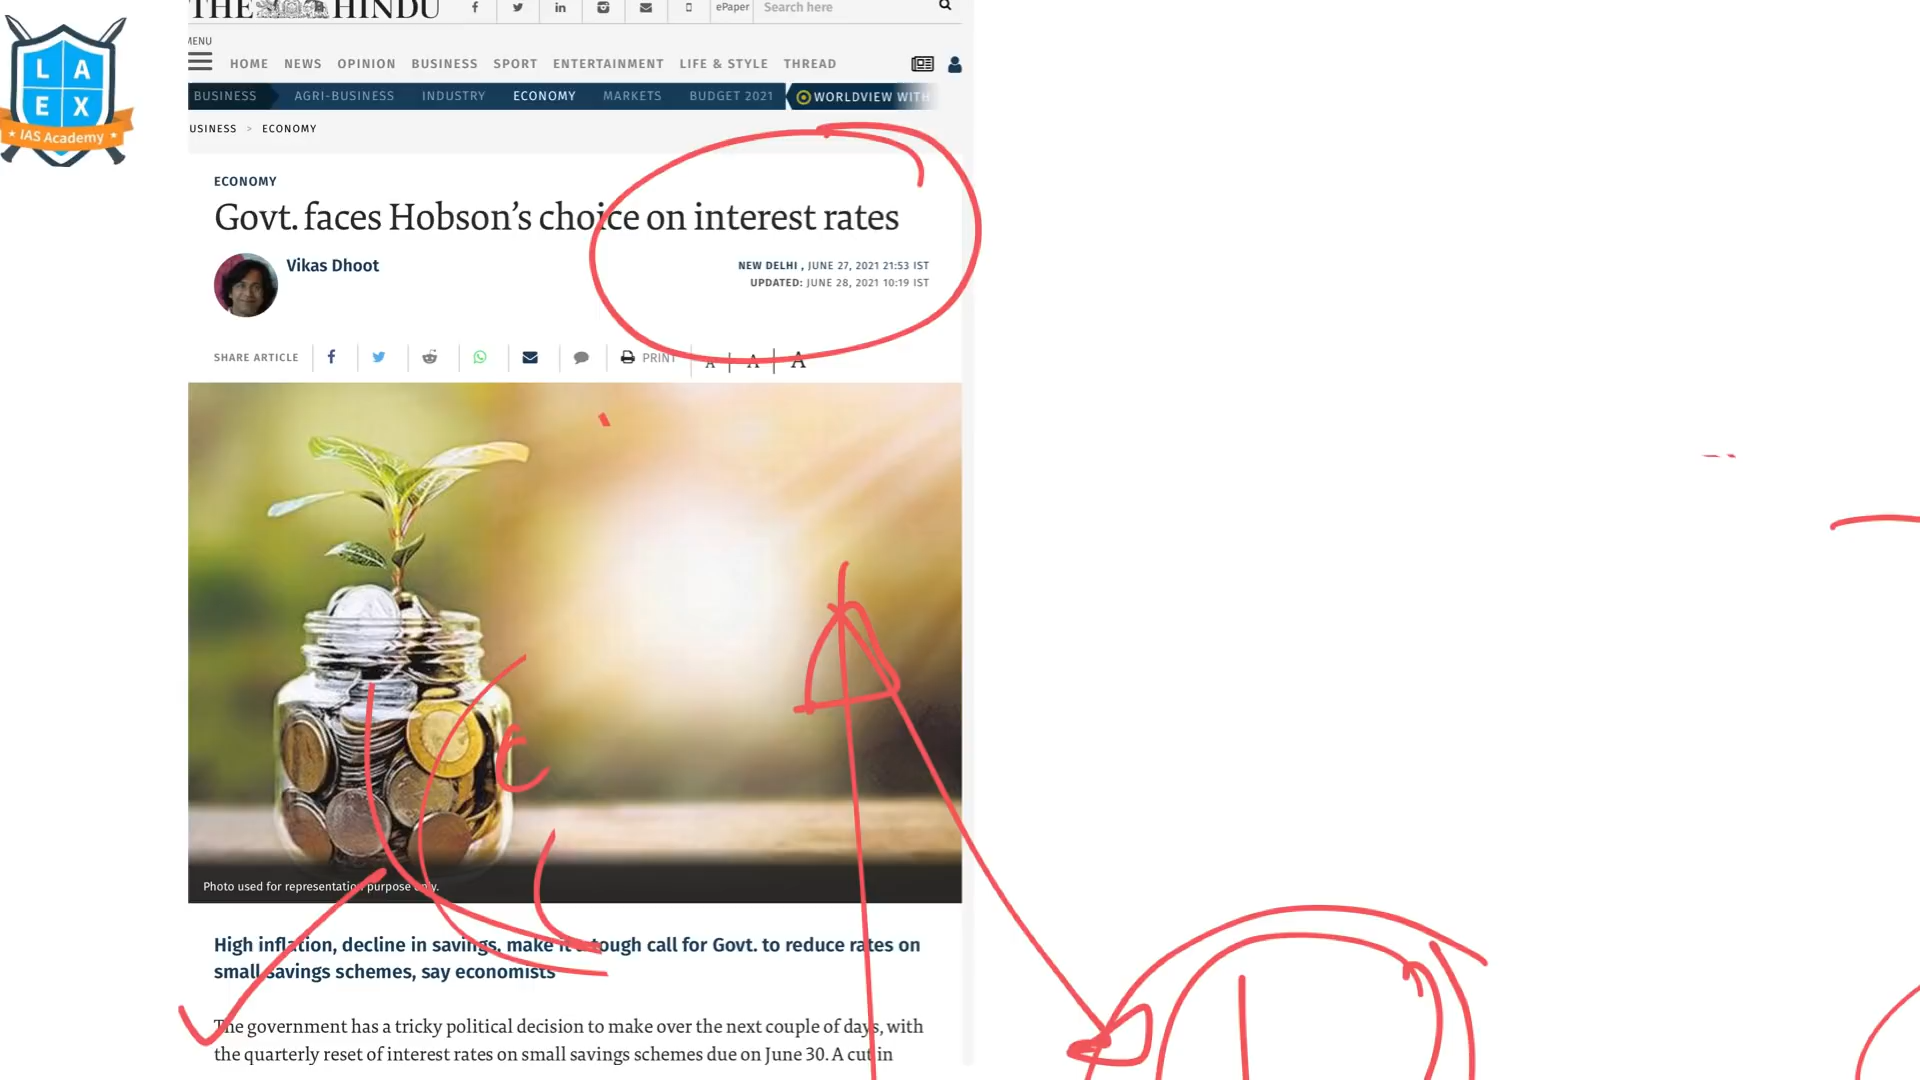 THE HINDU
ePaper
Search here
L A
E X
IAS Academy
MENU
HOME NEWS OPINION BUSINESS SPORT ENTERTAINMENT LIFE & STYLE THREAD
BUSINESS AGRI-BUSINESS INDUSTRY ECONOMY MARKETS BUDGET 2021 WORLDVIEW WITH
USINESS > ECONOMY
ECONOMY
Govt. faces Hobson’s choice on interest rates
Vikas Dhoot
NEW DELHI , JUNE 27, 2021 21:53 IST
UPDATED: JUNE 28, 2021 10:19 IST
SHARE ARTICLE PRINT A A A
Photo used for representation purpose only.
High inflation, decline in savings, make it a tough call for Govt. to reduce rates on
small savings schemes, say economists
The government has a tricky political decision to make over the next couple of days, with
the quarterly reset of interest rates on small savings schemes due on June 30. A cut in